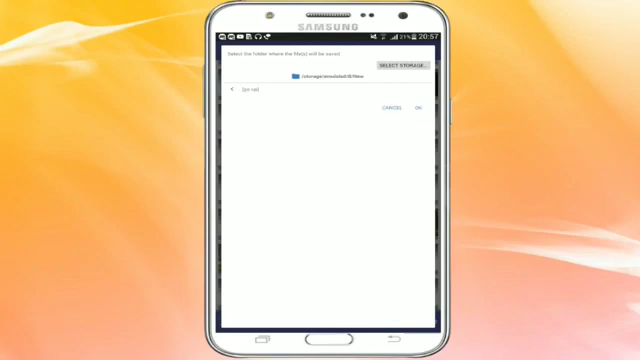 SAMSUNG
21% 20:57
Select the folder where the file(s) will be saved
SELECT STORAGE...
/storage/emulated/0/New
CANCEL OK